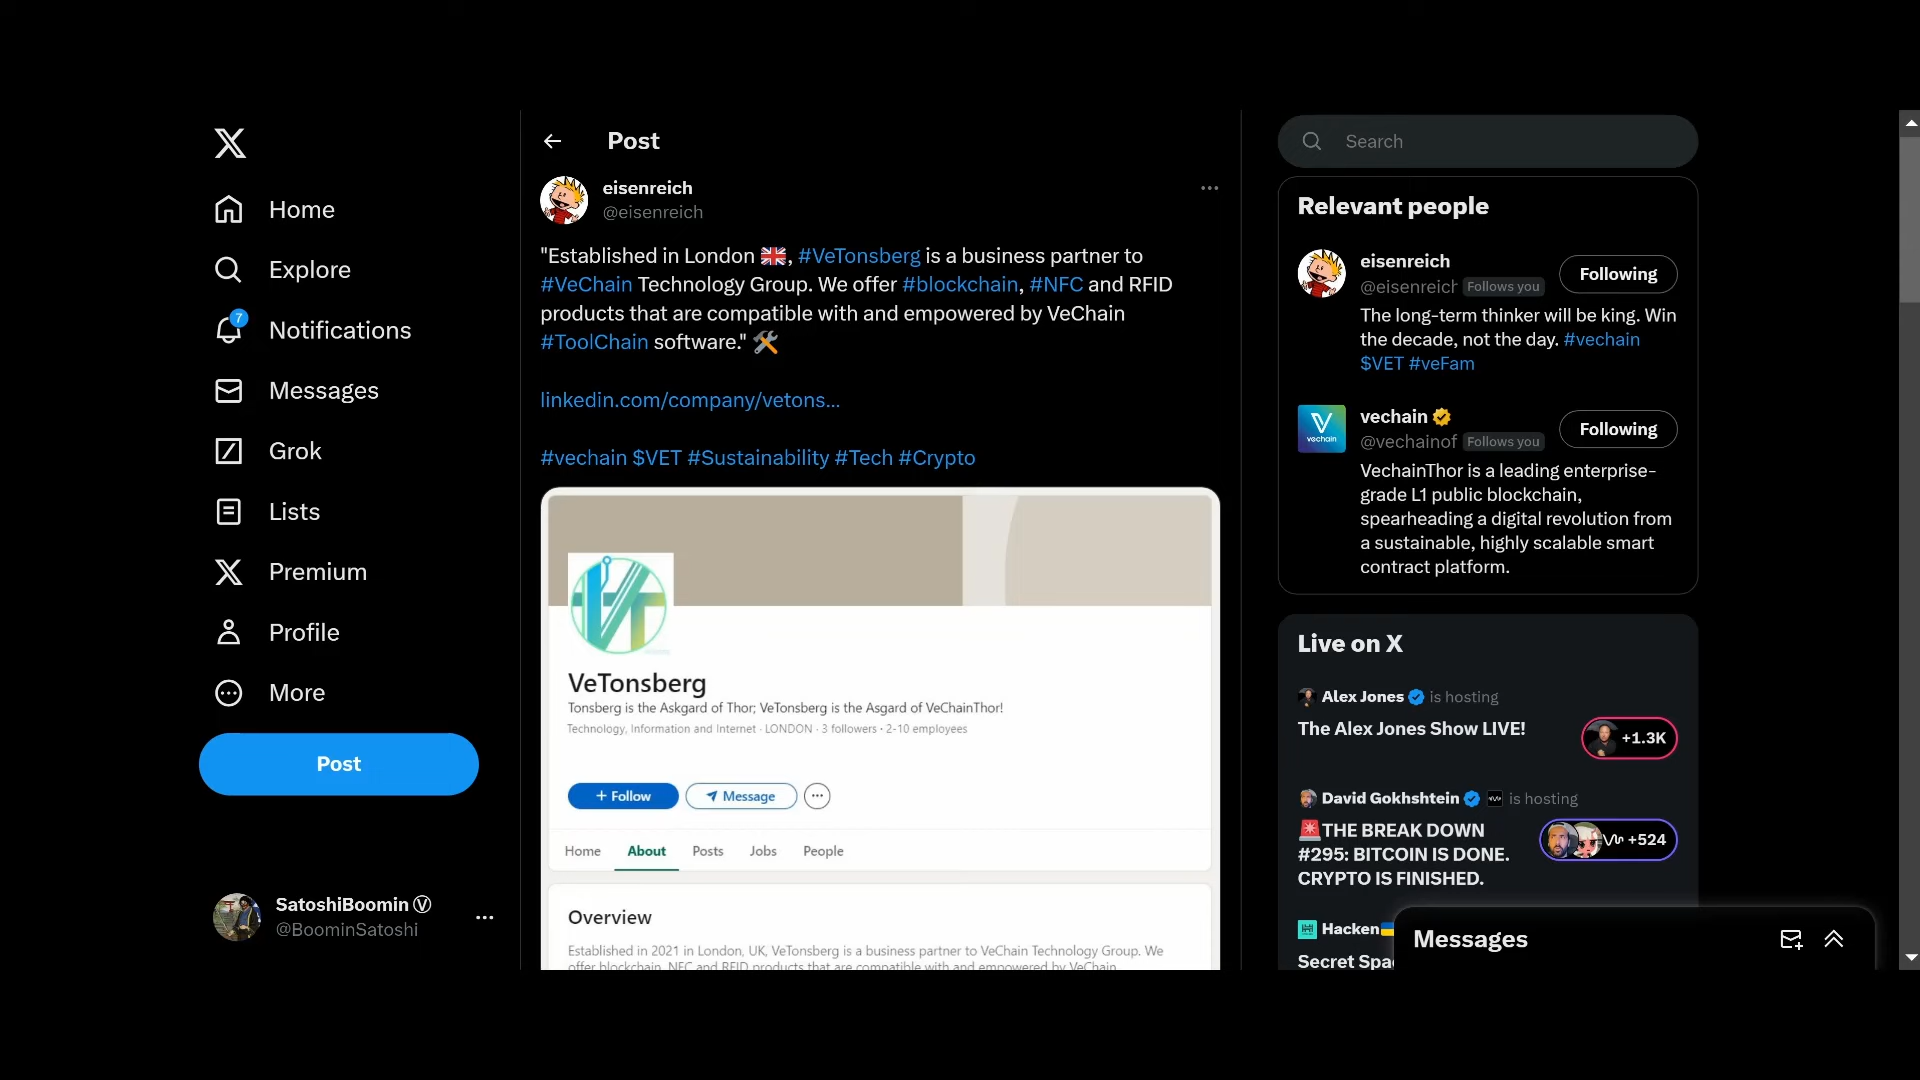 Home
Explore
7
Notifications
Messages
Grok
Lists
Premium
Profile
More
Post
SatoshiBoomin Ⓥ
@BoominSatoshi
Post
eisenreich
@eisenreich
"Established in London 🇬🇧, #VeTonsberg is a business partner to
#VeChain Technology Group. We offer #blockchain, #NFC and RFID
products that are compatible with and empowered by VeChain
#ToolChain software." 🛠️
linkedin.com/company/vetons...
#vechain $VET #Sustainability #Tech #Crypto
VeTonsberg
Tonsberg is the Askgard of Thor; VeTonsberg is the Asgard of VeChainThor!
Technology, Information and Internet · LONDON · 3 followers · 2-10 employees
+ Follow
Message
Home
About
Posts
Jobs
People
Overview
Established in 2021 in London, UK, VeTonsberg is a business partner to VeChain Technology Group. We
offer blockchain, NFC and RFID products that are compatible with and empowered by VeChain
Search
Relevant people
eisenreich
@eisenreich Follows you
Following
The long-term thinker will be king. Win
the decade, not the day. #vechain
$VET #veFam
vechain
vechain
@vechainof Follows you
Following
VechainThor is a leading enterprise-
grade L1 public blockchain,
spearheading a digital revolution from
a sustainable, highly scalable smart
contract platform.
Live on X
Alex Jones is hosting
The Alex Jones Show LIVE!
+1.3K
David Gokhshtein is hosting
🚨THE BREAK DOWN
#295: BITCOIN IS DONE.
CRYPTO IS FINISHED.
+524
Hacken
Secret Spa
Messages